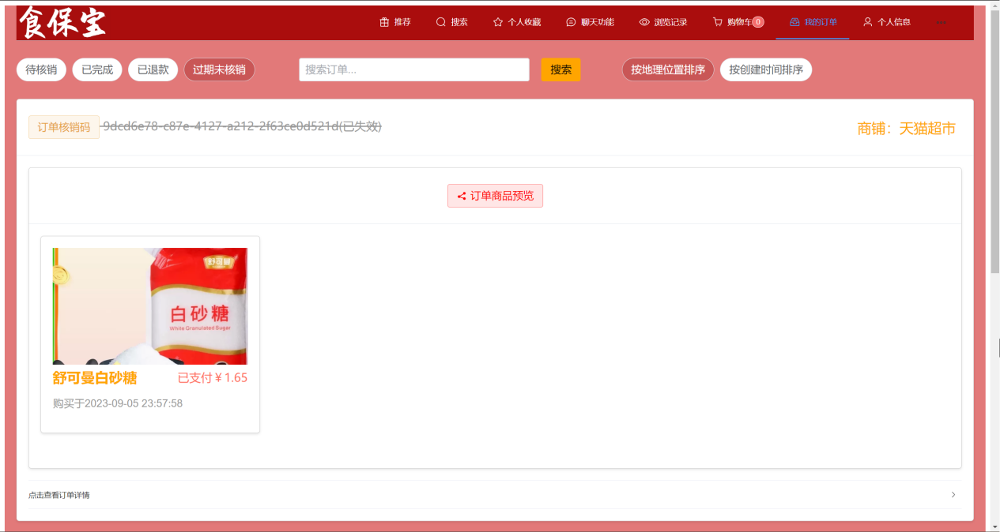 食保宝 推荐 搜索 个人收藏 聊天功能 浏览记录 购物车 0 我的订单 个人信息 ...
待核销 已完成 已退款 过期未核销 搜索订单... 搜索 按地理位置排序 按创建时间排序
订单核销码 9dcd6e78-c87e-4127-a212-2f63ce0d521d(已失效) 商铺：天猫超市
订单商品预览
舒可曼
白砂糖
White Granulated Sugar
舒可曼白砂糖 已支付￥1.65
购买于2023-09-05 23:57:58
点击查看订单详情